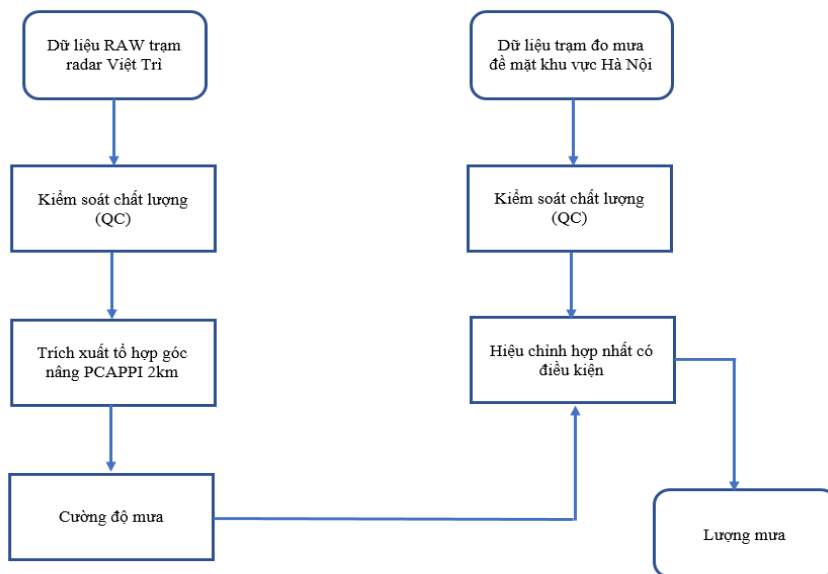 Dữ liệu RAW trạm
radar Việt Trì
Kiểm soát chất lượng
(QC)
Trích xuất tổ hợp góc
nâng PCAPPI 2km
Cường độ mưa
Dữ liệu trạm đo mưa
đề mặt khu vực Hà Nội
Kiểm soát chất lượng
(QC)
Hiệu chỉnh hợp nhất có
điều kiện
Lượng mưa